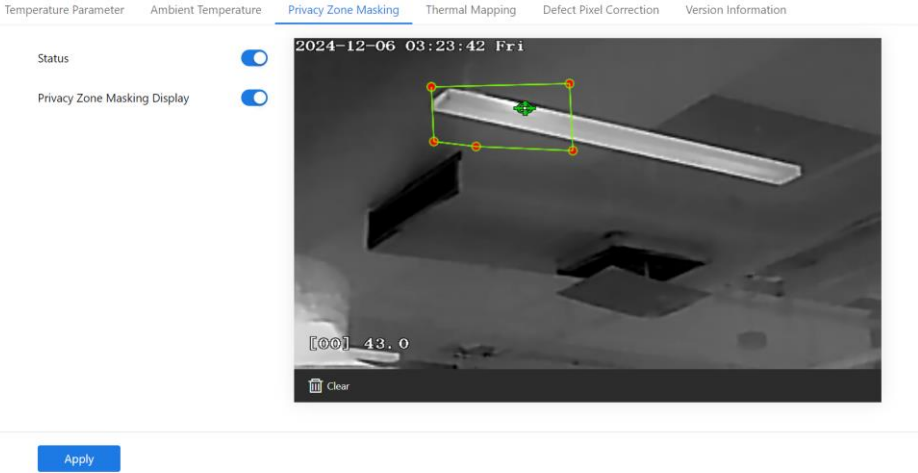 Temperature Parameter Ambient Temperature Privacy Zone Masking Thermal Mapping Defect Pixel Correction Version Information
Status
Privacy Zone Masking Display
2024-12-06 03:23:42 Fri
[00] 43.0
Clear
Apply